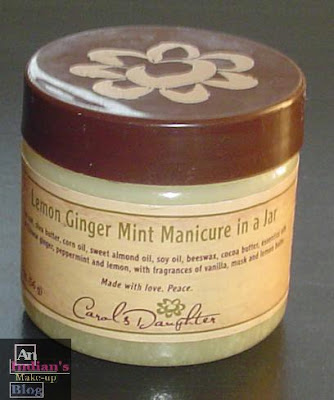 Lemon Ginger Mint Manicure in a Jar
shea butter, corn oil, sweet almond oil, soy oil, beeswax, cocoa butter, essential oils
ginger, peppermint and lemon, with fragrances of vanilla, musk and lemon
Made with love. Peace.
Carol's Daughter
An
Indian's
Make-up
Blog